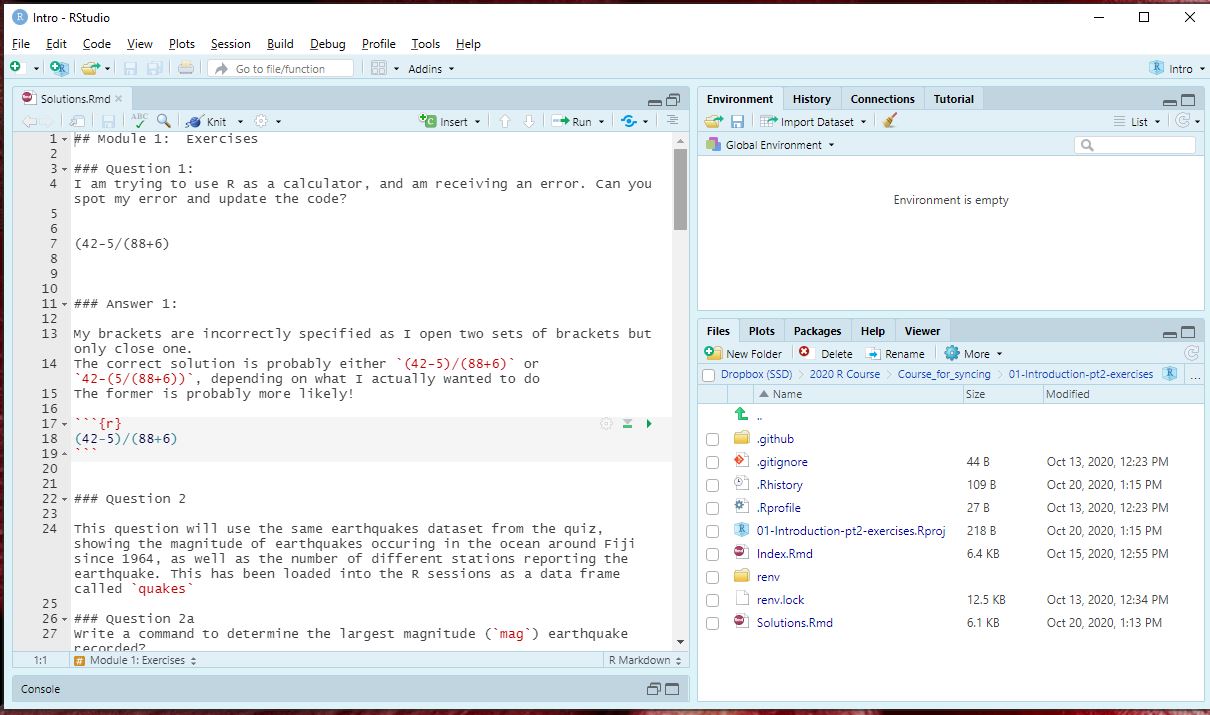 Intro - RStudio
File Edit Code View Plots Session Build Debug Profile Tools Help
Go to file/function Addins Intro
Solutions.Rmd
ABC Knit Insert Run
1 ## Module 1:  Exercises
2
3 ### Question 1:
4 I am trying to use R as a calculator, and am receiving an error. Can you
spot my error and update the code?
5
6
7 (42-5/(88+6)
8
9
10
11 ### Answer 1:
12
13 My brackets are incorrectly specified as I open two sets of brackets but
only close one.
14 The correct solution is probably either `(42-5)/(88+6)` or
`42-(5/(88+6))`, depending on what I actually wanted to do
15 The former is probably more likely!
16
17 ```{r}
18 (42-5)/(88+6)
19 ```
20
21
22 ### Question 2
23
24 This question will use the same earthquakes dataset from the quiz,
showing the magnitude of earthquakes occuring in the ocean around Fiji
since 1964, as well as the number of different stations reporting the
earthquake. This has been loaded into the R sessions as a data frame
called `quakes`
25
26 ### Question 2a
27 Write a command to determine the largest magnitude (`mag`) earthquake
recorded?
1:1 # Module 1: Exercises R Markdown
Console
Environment History Connections Tutorial
Import Dataset List
Global Environment
Environment is empty
Files Plots Packages Help Viewer
New Folder Delete Rename More
Dropbox (SSD) 2020 R Course Course_for_syncing 01-Introduction-pt2-exercises ...
Name Size Modified
..
.github
.gitignore 44 B Oct 13, 2020, 12:23 PM
.Rhistory 109 B Oct 20, 2020, 1:15 PM
.Rprofile 27 B Oct 13, 2020, 12:23 PM
01-Introduction-pt2-exercises.Rproj 218 B Oct 20, 2020, 1:15 PM
Index.Rmd 6.4 KB Oct 15, 2020, 12:55 PM
renv
renv.lock 12.5 KB Oct 13, 2020, 12:34 PM
Solutions.Rmd 6.1 KB Oct 20, 2020, 1:13 PM